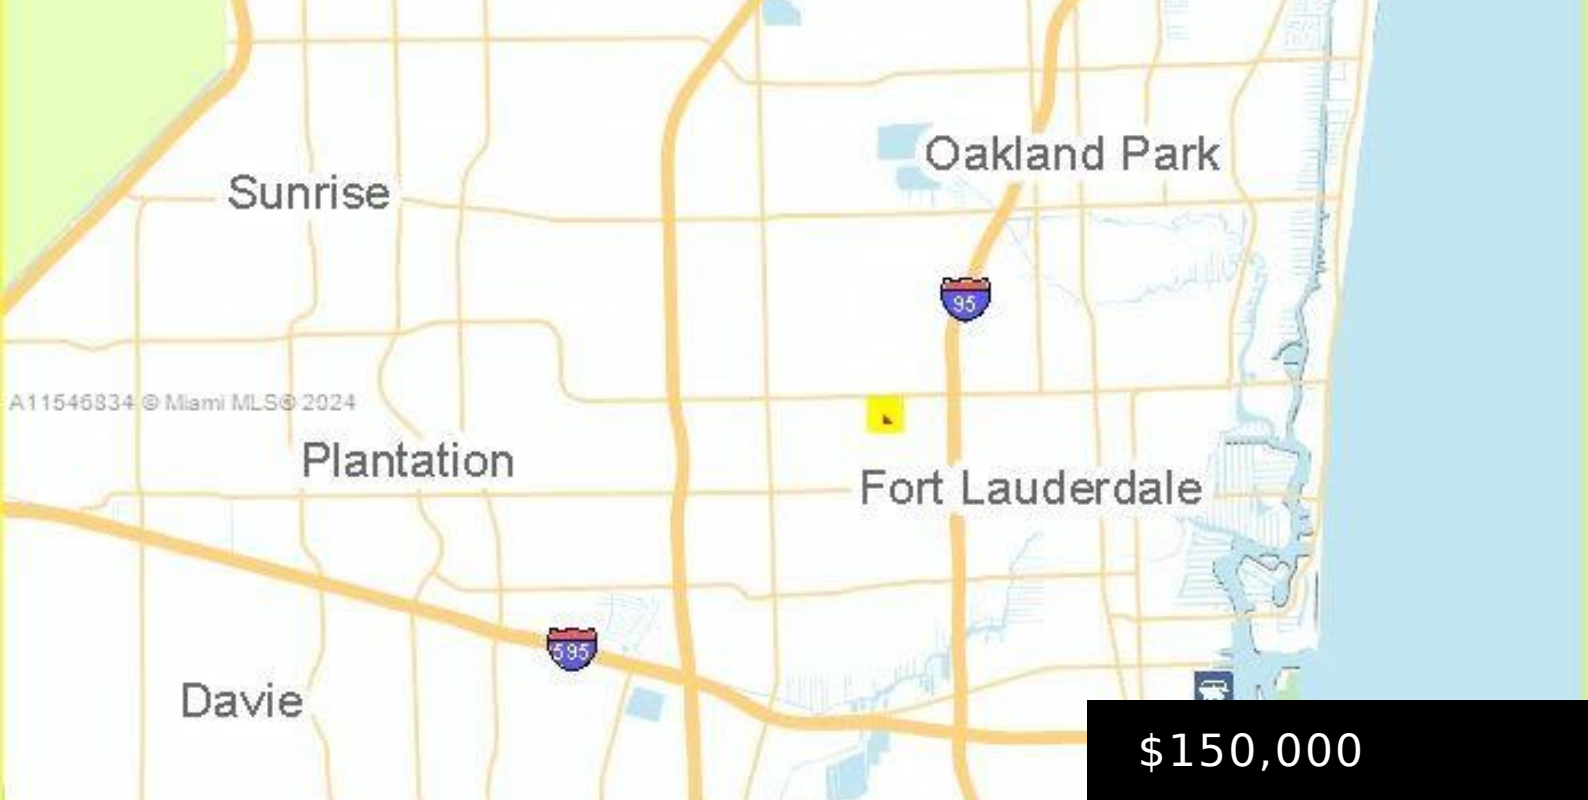 Oakland Park
Sunrise
95
A11546834 © Miami MLS® 2024
Plantation
Fort Lauderdale
595
Davie
$150,000